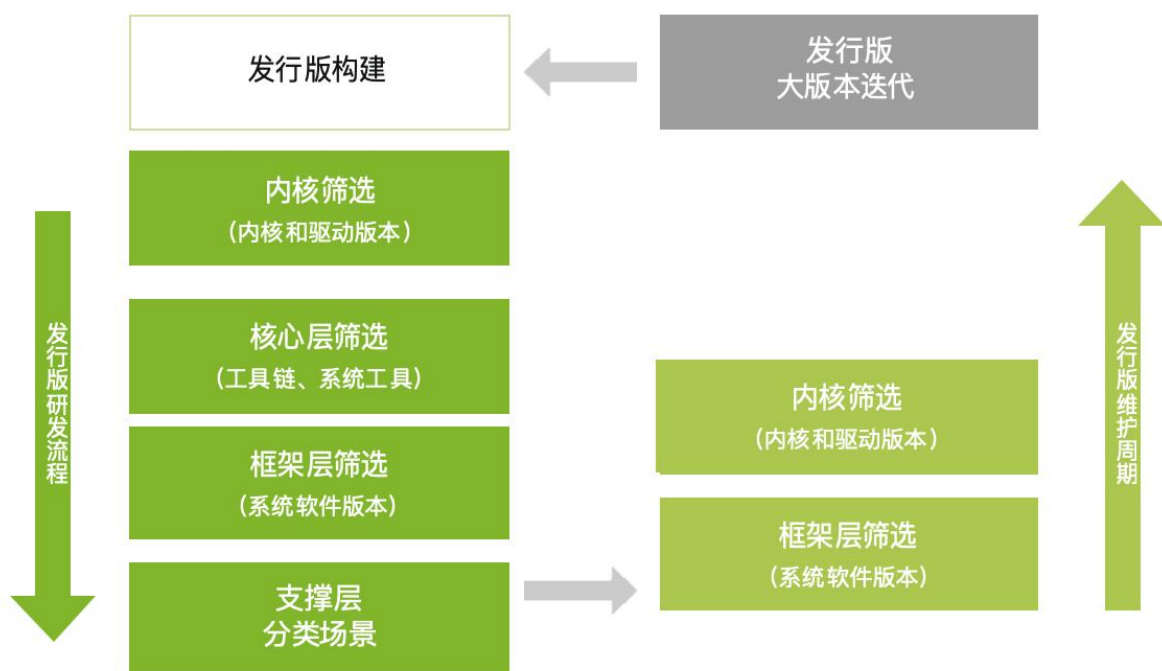 发行版构建
发行版
大版本迭代
内核筛选
（内核和驱动版本）
核心层筛选
（工具链、系统工具）
框架层筛选
（系统软件版本）
支撑层
分类场景
发行版研发流程
内核筛选
（内核和驱动版本）
框架层筛选
（系统软件版本）
发行版维护周期